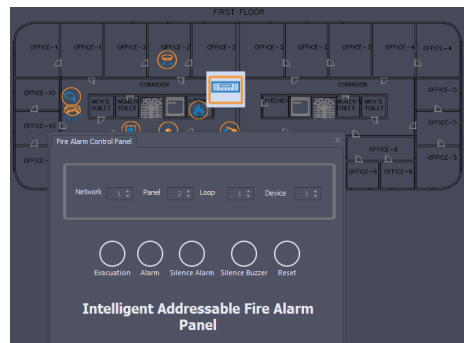 FIRST FLOOR
OFFICE-1 OFFICE-1 OFFICE-2 OFFICE-2 OFFICE-3 OFFICE-3 OFFICE-3 OFFICE-4 OFFICE-4
CORRIDOR CORRIDOR
OFFICE-10 OFFICE-5
MEN'S TOILET WOMEN'S TOILET KITCHEN WOMEN'S TOILET MEN'S TOILET
OFFICE-10 OFFICE-5
OFFICE-6
OFFICE- OFFICE-5
OFFICE-6 OFFICE-6
Fire Alarm Control Panel
Network 1 Panel 2 Loop 1 Device 1
Evacuation Alarm Silence Alarm Silence Buzzer Reset
Intelligent Addressable Fire Alarm
Panel